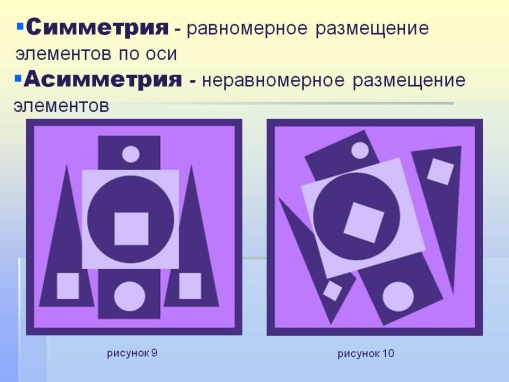 Симметрия - равномерное размещение
элементов по оси
Асимметрия - неравномерное размещение
элементов
рисунок 9
рисунок 10